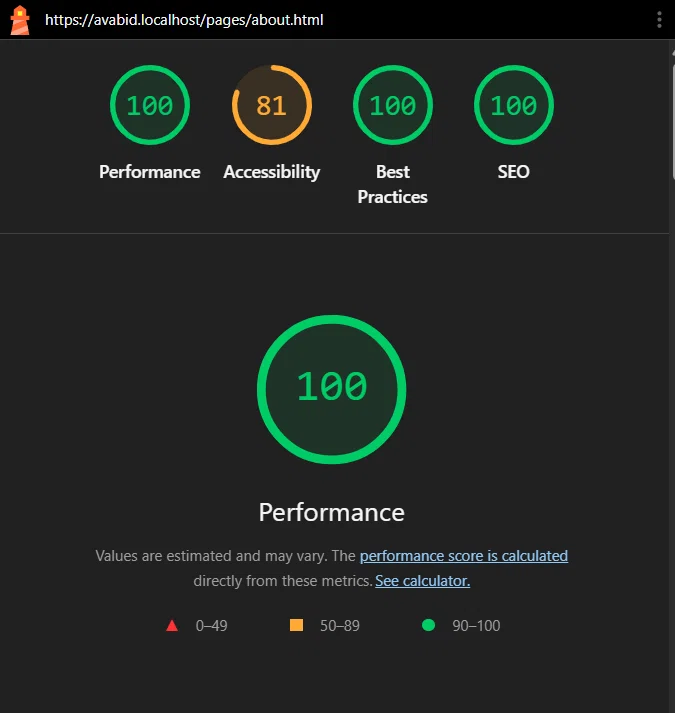 https://avabid.localhost/pages/about.html
100
81
100
100
Performance
Accessibility
Best
Practices
SEO
100
Performance
Values are estimated and may vary. The performance score is calculated
directly from these metrics. See calculator.
0–49
50–89
90–100